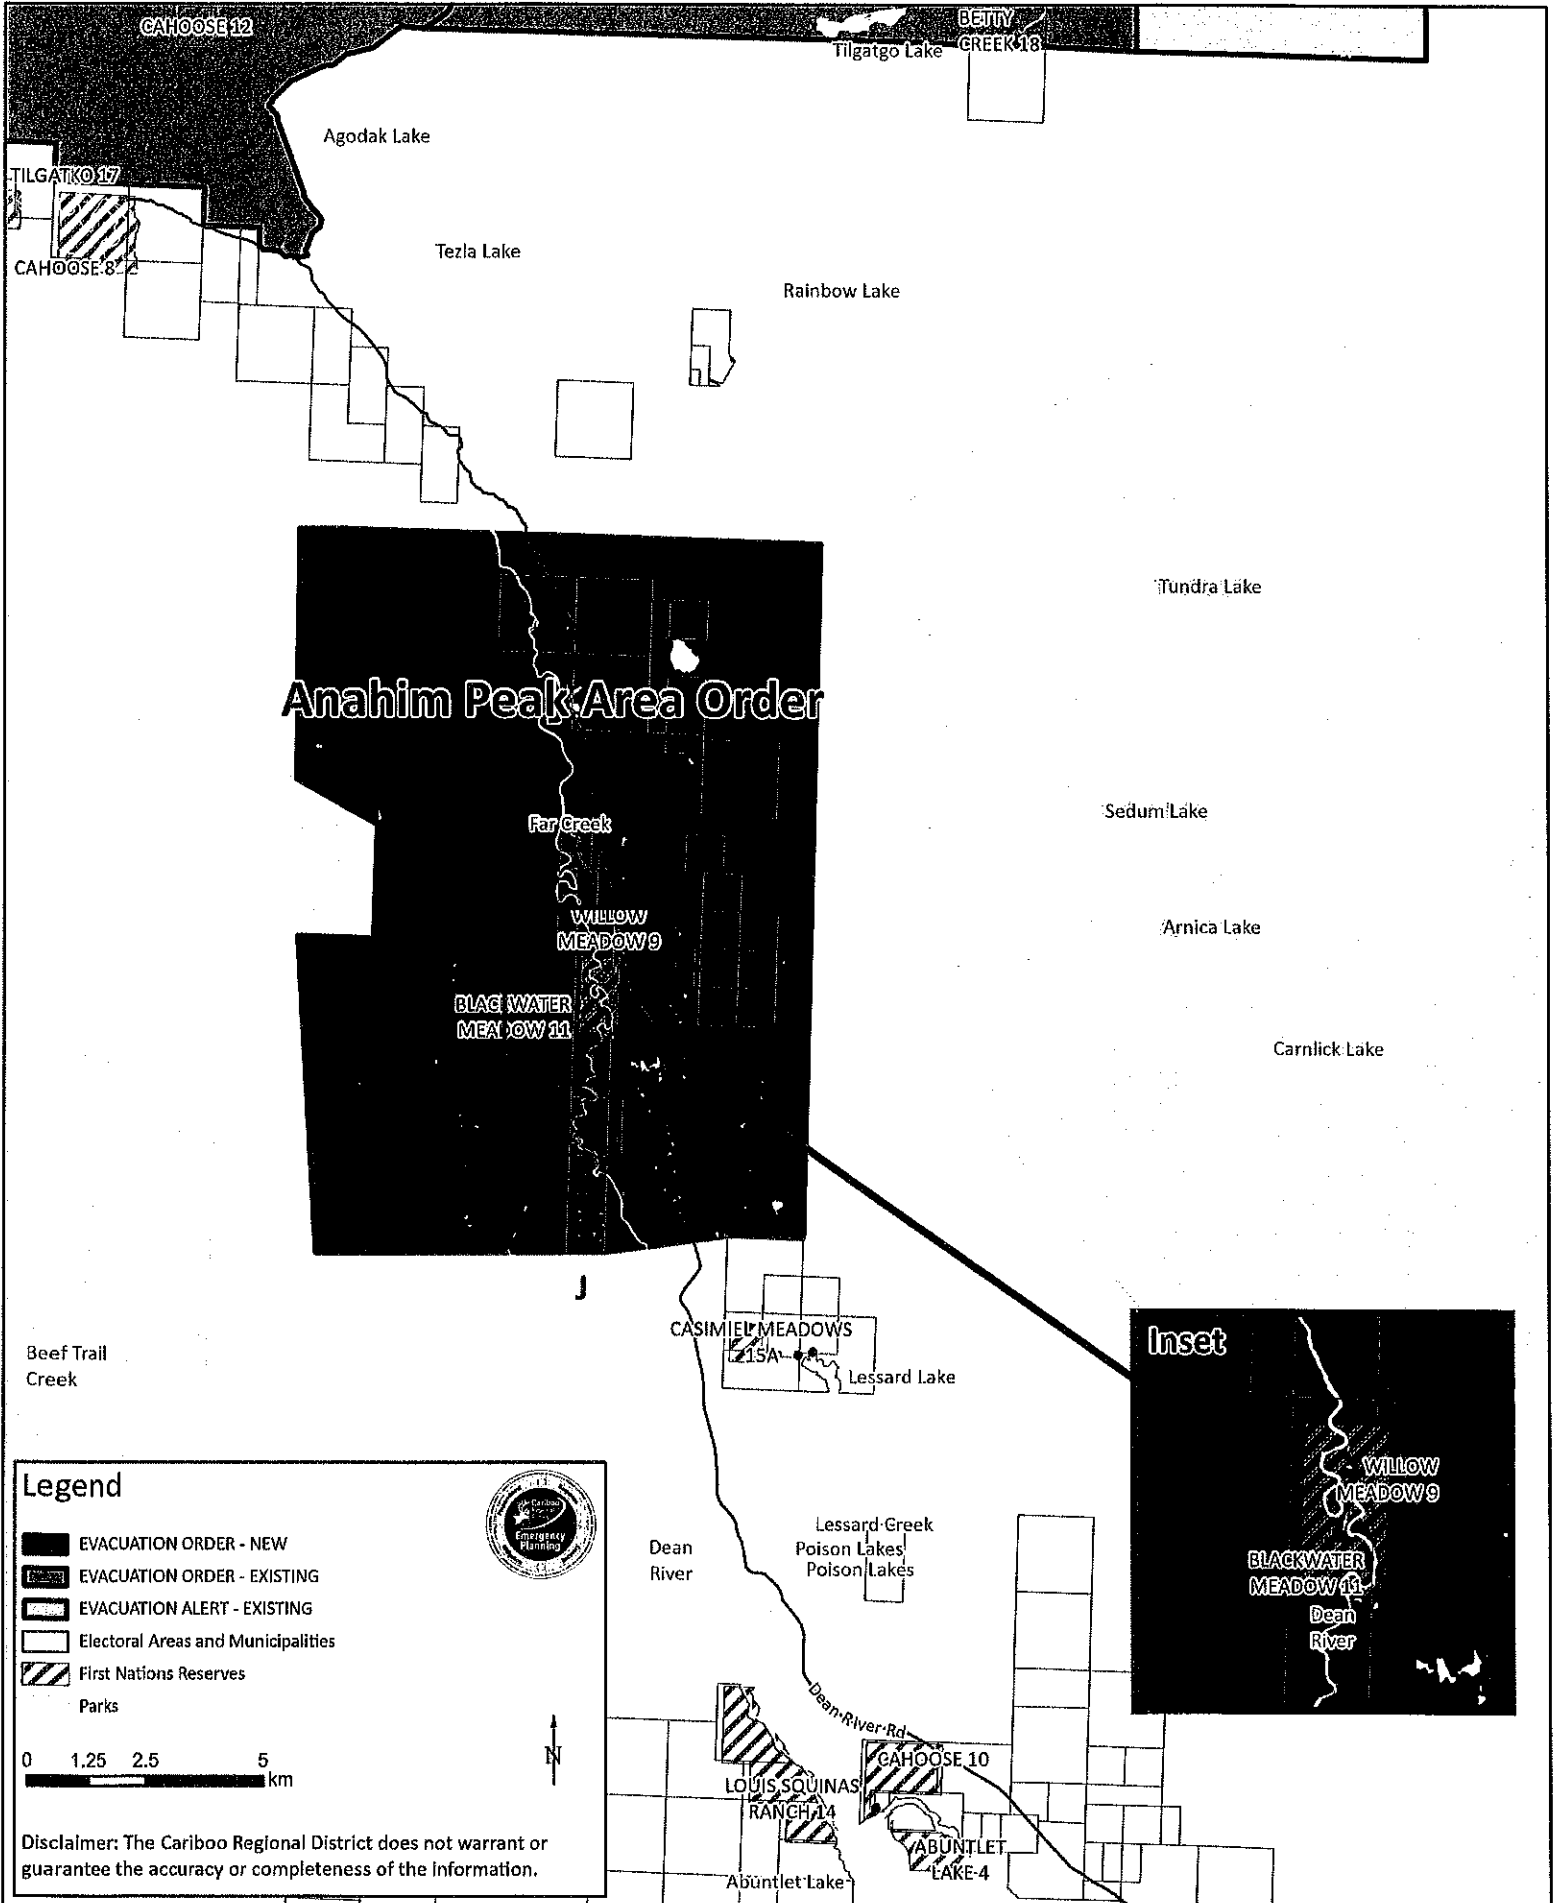 CAHOOSE 12
BETTY
CREEK 18
Tilgatgo Lake
Agodak Lake
TILGATKO 17
Tezla Lake
CAHOOSE 8
Rainbow Lake
Tundra Lake
Anahim Peak Area Order
Sedum Lake
Far Creek
WILLOW
MEADOW 9
Arnica Lake
BLACKWATER
MEADOW 11
Carnlick Lake
J
CASIMIEL MEADOWS
15A
Lessard Lake
Beef Trail
Creek
Inset
WILLOW
MEADOW 9
BLACKWATER
MEADOW 11
Dean
River
Lessard Creek
Poison Lakes
Poison Lakes
Dean
River
Dean River Rd
CAHOOSE 10
LOUIS SQUINAS
RANCH 14
ABUNTLET
LAKE 4
Abuntlet Lake
Legend
Cariboo
Emergency
Planning
EVACUATION ORDER - NEW
EVACUATION ORDER - EXISTING
EVACUATION ALERT - EXISTING
Electoral Areas and Municipalities
First Nations Reserves
Parks
0 1.25 2.5 5
km
N
Disclaimer: The Cariboo Regional District does not warrant or
guarantee the accuracy or completeness of the information.